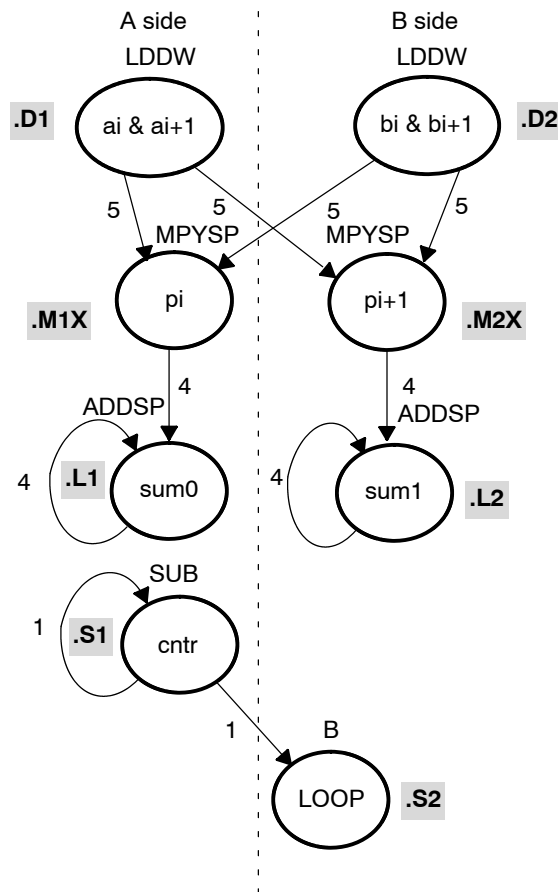 A side
B side
LDDW
LDDW
.D1
ai & ai+1
bi & bi+1
.D2
5
5
5
5
MPYSP
MPYSP
pi
pi+1
.M1X
.M2X
4
4
ADDSP
ADDSP
4
.L1
sum0
4
sum1
.L2
SUB
1
.S1
cntr
1
B
LOOP
.S2